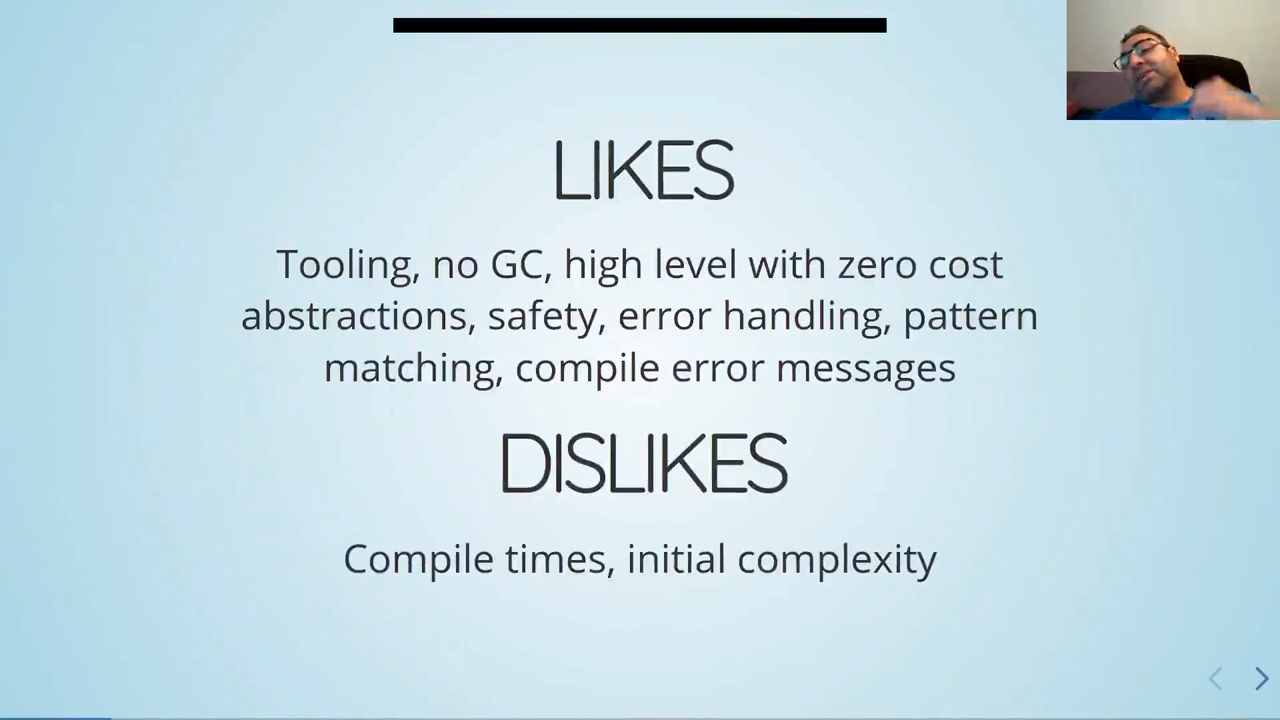 LIKES
Tooling, no GC, high level with zero cost
abstractions, safety, error handling, pattern
matching, compile error messages
DISLIKES
Compile times, initial complexity